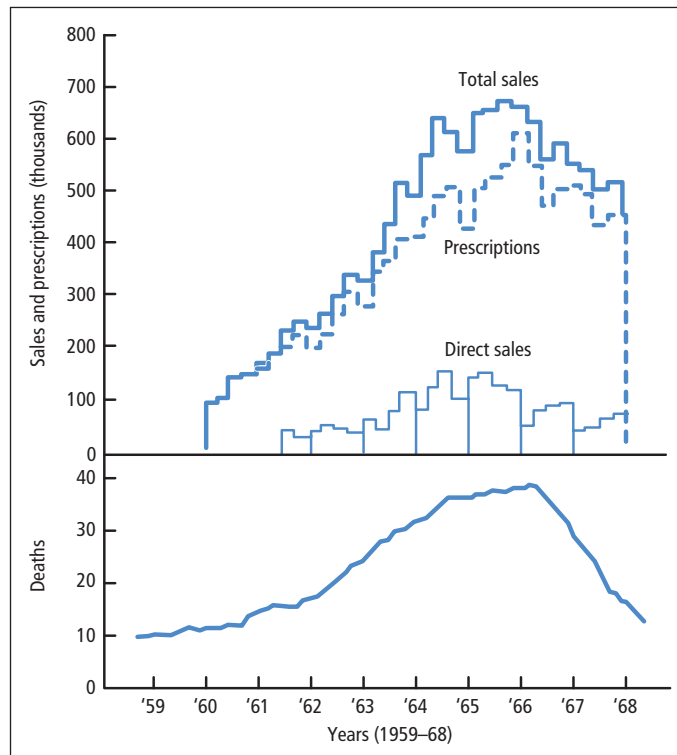 Sales and prescriptions (thousands)
800
700
600
500
400
300
200
100
0
Total sales
Prescriptions
Direct sales
Deaths
40
30
20
10
0
'59 '60 '61 '62 '63 '64 '65 '66 '67 '68
Years (1959–68)